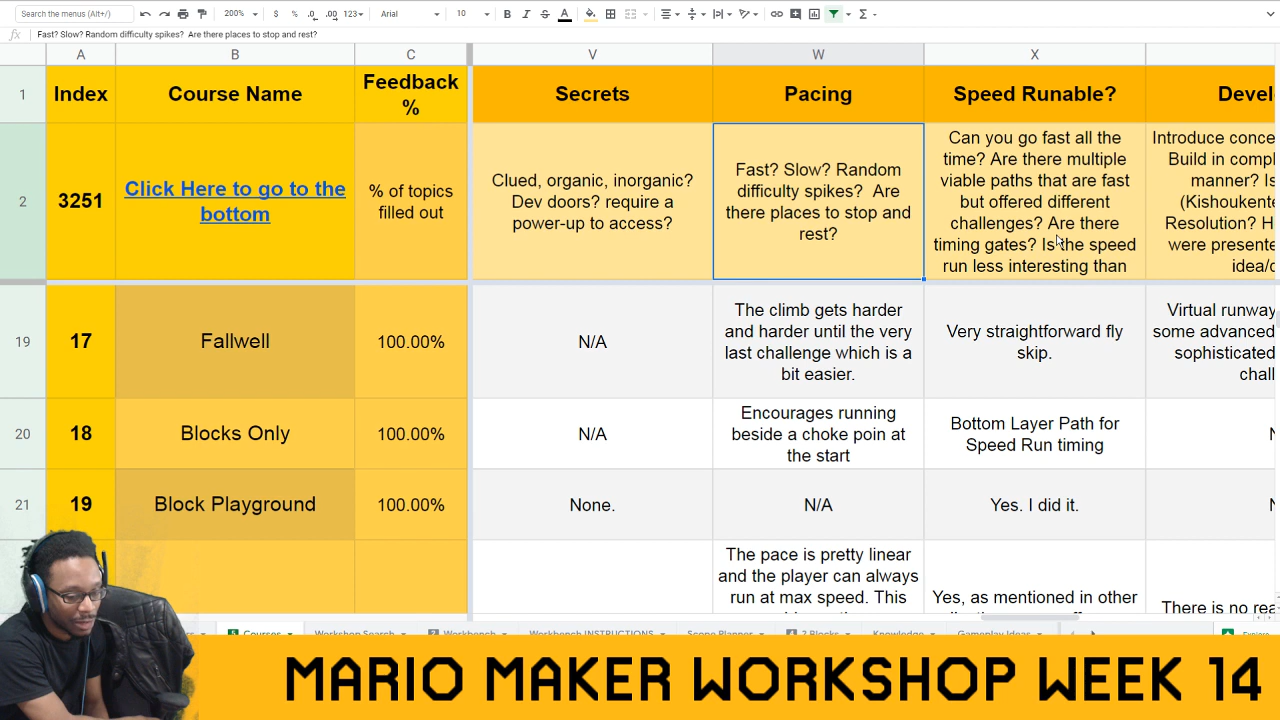 Search the menus (Alt+/)
200%
$ % .0 .00 123
Arial
10
B I S A
fx Fast? Slow? Random difficulty spikes? Are there places to stop and rest?
A B C V W X
1 Index Course Name Feedback % Secrets Pacing Speed Runable? Devel
2
3251
Click Here to go to the
bottom
% of topics
filled out
Clued, organic, inorganic?
Dev doors? require a
power-up to access?
Fast? Slow? Random
difficulty spikes? Are
there places to stop and
rest?
Can you go fast all the
time? Are there multiple
viable paths that are fast
but offered different
challenges? Are there
timing gates? Is the speed
run less interesting than
Introduce conce
Build in compl
manner? Is
(Kishoukente
Resolution? H
were presente
idea/c
19 17 Fallwell 100.00% N/A
The climb gets harder
and harder until the very
last challenge which is a
bit easier.
Very straightforward fly
skip.
Virtual runway
some advanced
sophisticated
chall
20 18 Blocks Only 100.00% N/A
Encourages running
beside a choke poin at
the start
Bottom Layer Path for
Speed Run timing
N
21 19 Block Playground 100.00% None. N/A Yes. I did it. N
The pace is pretty linear
and the player can always
run at max speed. This
Yes, as mentioned in other
There is no rea
Courses Workshop Search Workbench Workbench INSTRUCTIONS Scope Planner 2 Blocks Knowledge Gameplay Ideas Explore
MARIO MAKER WORKSHOP WEEK 14